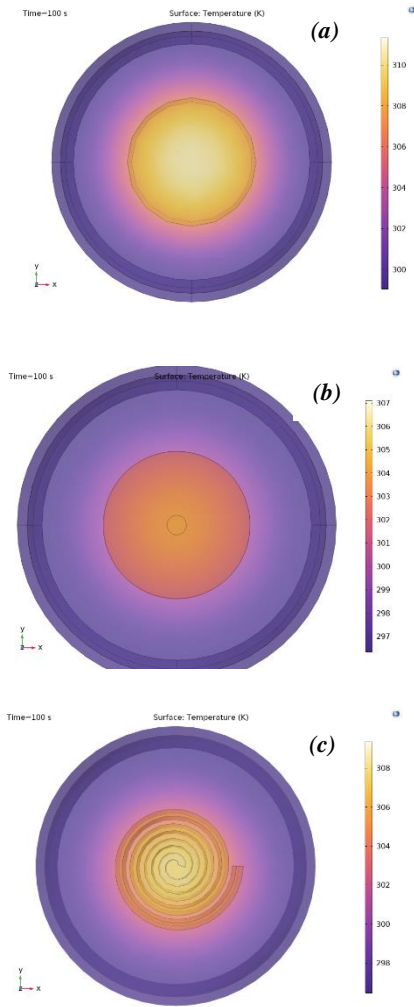 Time=100 s Surface: Temperature (K) (a)
310
308
306
304
302
300
y
z x
Time=100 s Surface: Temperature (K) (b)
307
306
305
304
303
302
301
300
299
298
297
y
z x
Time=100 s Surface: Temperature (K) (c)
308
306
304
302
300
298
y
z x